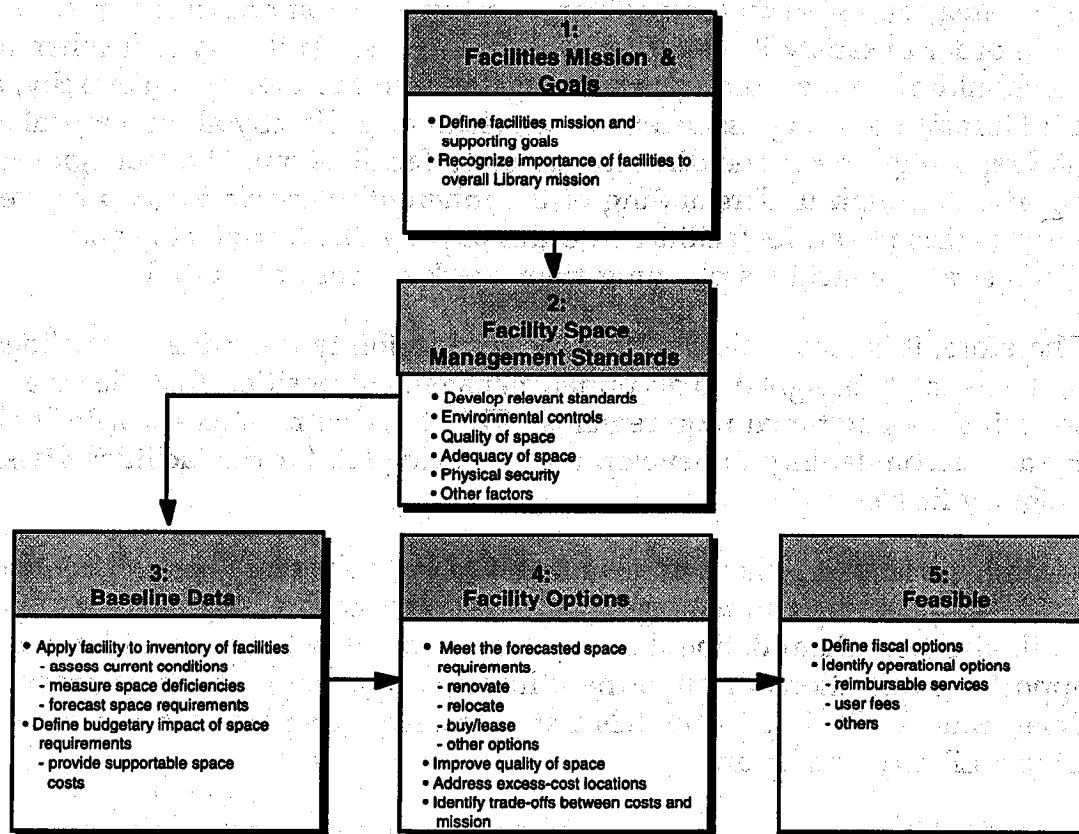 1:
Facilities Mission &
Goals
• Define facilities mission and
supporting goals
• Recognize importance of facilities to
overall Library mission
2:
Facility Space
Management Standards
• Develop relevant standards
• Environmental controls
• Quality of space
• Adequacy of space
• Physical security
• Other factors
3:
Baseline Data
• Apply facility to inventory of facilities
- assess current conditions
- measure space deficiencies
- forecast space requirements
• Define budgetary impact of space
requirements
- provide supportable space
costs
4:
Facility Options
• Meet the forecasted space
requirements
- renovate
- relocate
- buy/lease
- other options
• Improve quality of space
• Address excess-cost locations
• Identify trade-offs between costs and
mission
5:
Feasible
• Define fiscal options
• Identify operational options
- reimbursable services
- user fees
- others